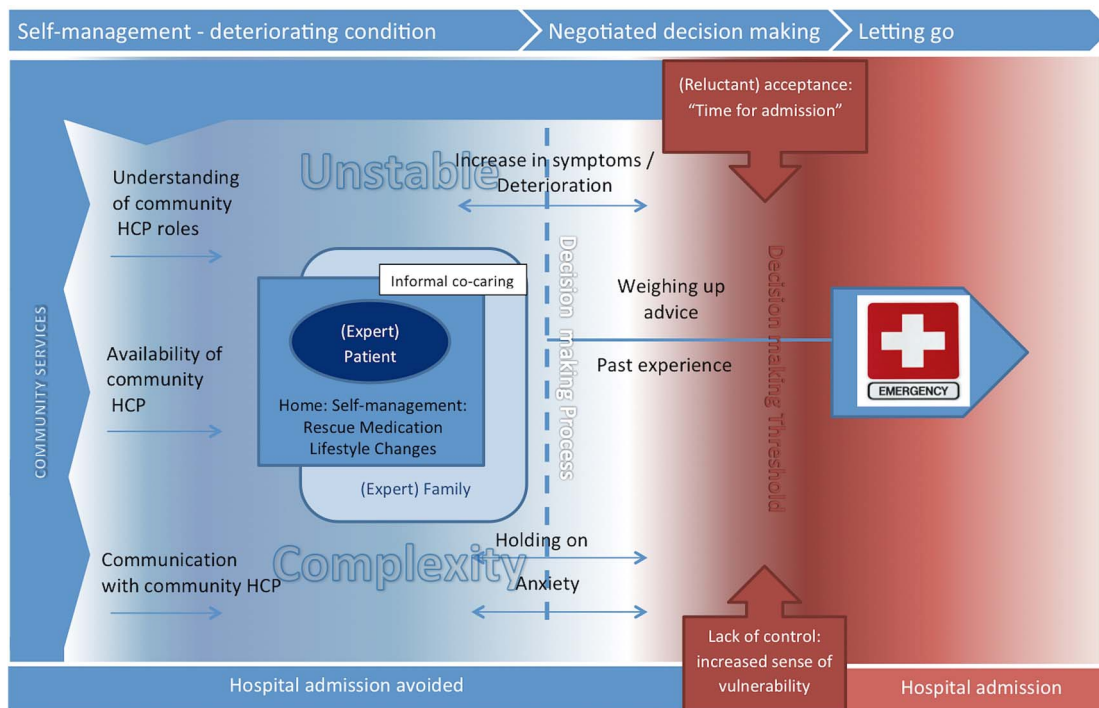 Self-management - deteriorating condition
Negotiated decision making
Letting go
(Reluctant) acceptance:
“Time for admission”
Unstable
Increase in symptoms /
Deterioration
Understanding
of community
HCP roles
COMMUNITY SERVICES
Informal co-caring
(Expert)
Patient
Home: Self-management:
Rescue Medication
Lifestyle Changes
(Expert) Family
Decision making Process
Weighing up
advice
Past experience
Decision making Threshold
EMERGENCY
Availability of
community
HCP
Holding on
Complexity
Anxiety
Communication
with community HCP
Lack of control:
increased sense of
vulnerability
Hospital admission avoided
Hospital admission